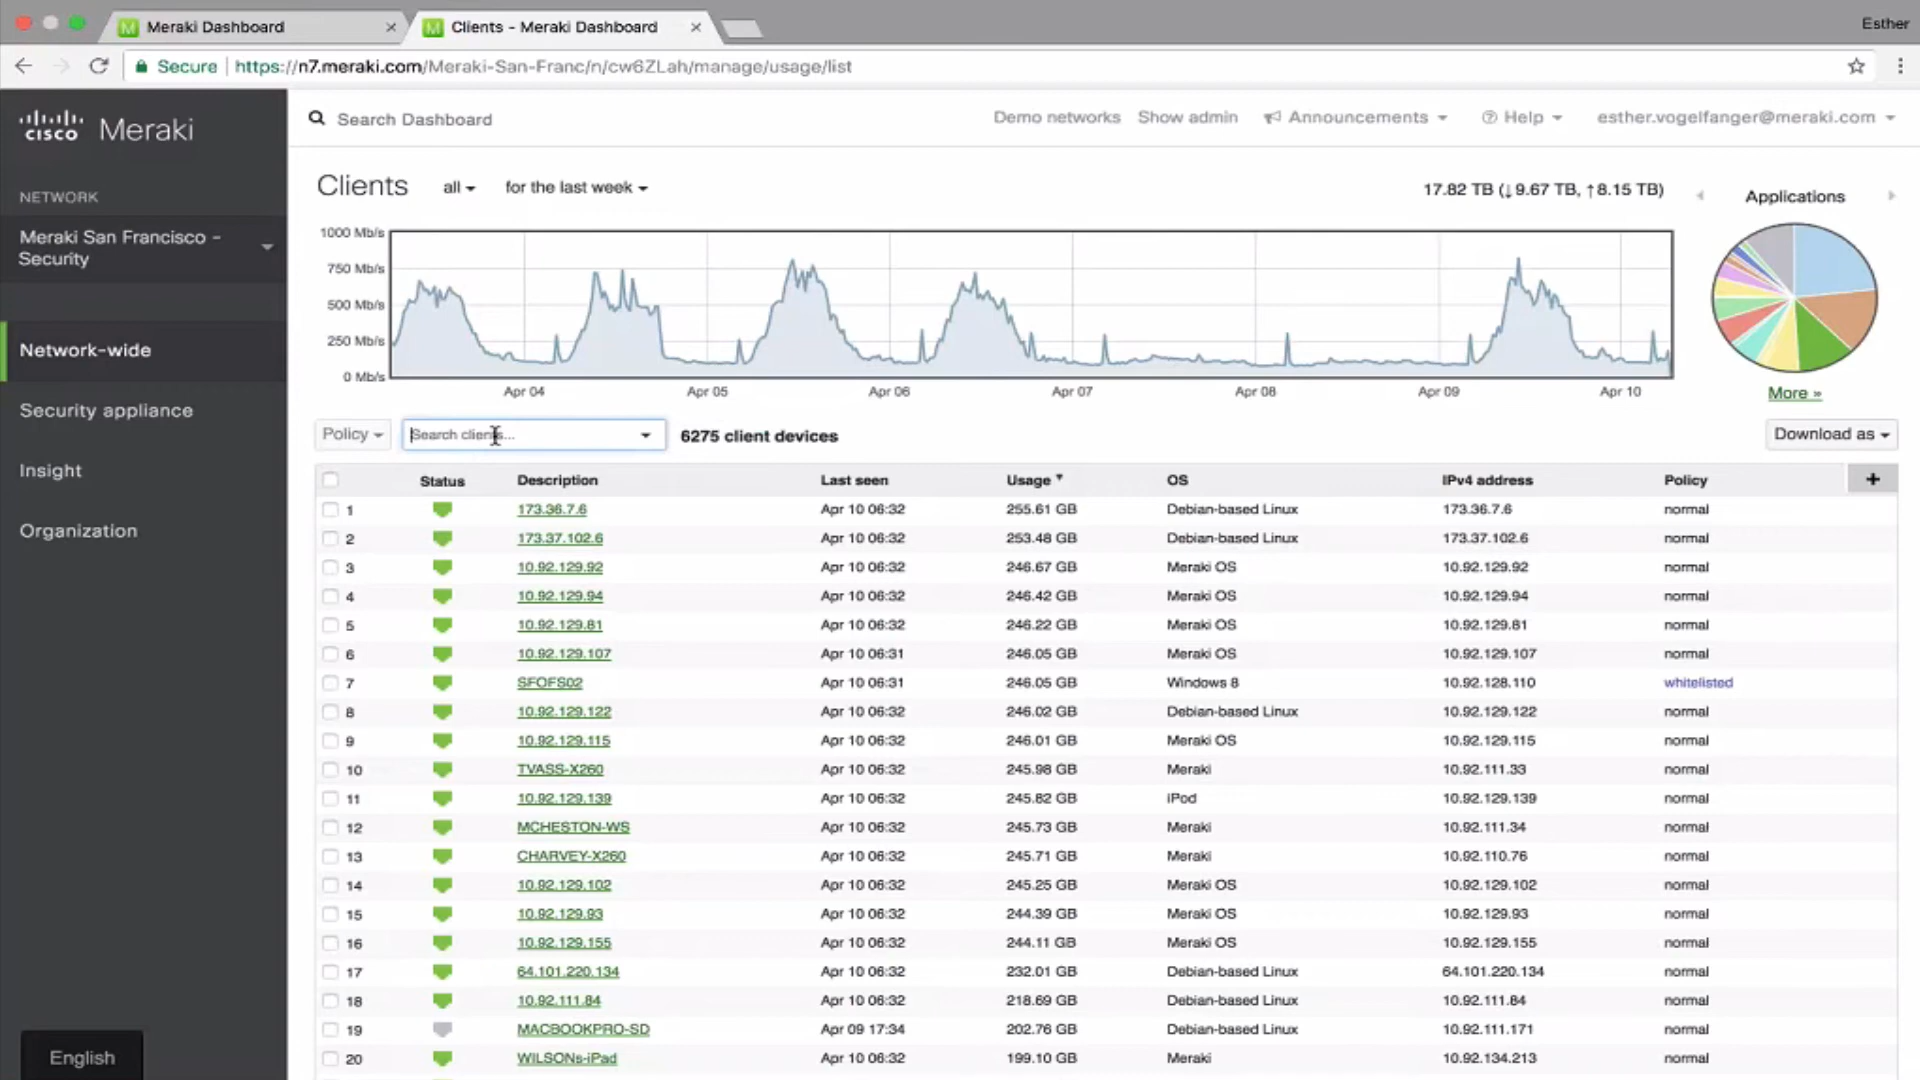 Meraki Dashboard
Clients - Meraki Dashboard
Esther
Secure https://n7.meraki.com/Meraki-San-Franc/n/cw6ZLah/manage/usage/list
cisco Meraki
Search Dashboard
Demo networks Show admin Announcements Help esther.vogelfanger@meraki.com
NETWORK
Meraki San Francisco -
Security
Network-wide
Security appliance
Insight
Organization
English
Clients all for the last week
17.82 TB (↓9.67 TB, ↑8.15 TB)
Applications
1000 Mb/s
750 Mb/s
500 Mb/s
250 Mb/s
0 Mb/s
Apr 04 Apr 05 Apr 06 Apr 07 Apr 08 Apr 09 Apr 10
More »
Policy Search clients... 6275 client devices Download as
Status Description Last seen Usage OS IPv4 address Policy +
1 173.36.7.6 Apr 10 06:32 255.61 GB Debian-based Linux 173.36.7.6 normal
2 173.37.102.6 Apr 10 06:32 253.48 GB Debian-based Linux 173.37.102.6 normal
3 10.92.129.92 Apr 10 06:32 246.67 GB Meraki OS 10.92.129.92 normal
4 10.92.129.94 Apr 10 06:32 246.42 GB Meraki OS 10.92.129.94 normal
5 10.92.129.81 Apr 10 06:32 246.22 GB Meraki OS 10.92.129.81 normal
6 10.92.129.107 Apr 10 06:31 246.05 GB Meraki OS 10.92.129.107 normal
7 SFOFS02 Apr 10 06:31 246.05 GB Windows 8 10.92.128.110 whitelisted
8 10.92.129.122 Apr 10 06:32 246.02 GB Debian-based Linux 10.92.129.122 normal
9 10.92.129.115 Apr 10 06:32 246.01 GB Meraki OS 10.92.129.115 normal
10 TVASS-X260 Apr 10 06:32 245.98 GB Meraki 10.92.111.33 normal
11 10.92.129.139 Apr 10 06:32 245.82 GB iPod 10.92.129.139 normal
12 MCHESTON-WS Apr 10 06:32 245.73 GB Meraki 10.92.111.34 normal
13 CHARVEY-X260 Apr 10 06:32 245.71 GB Meraki 10.92.110.76 normal
14 10.92.129.102 Apr 10 06:32 245.25 GB Meraki OS 10.92.129.102 normal
15 10.92.129.93 Apr 10 06:32 244.39 GB Meraki OS 10.92.129.93 normal
16 10.92.129.155 Apr 10 06:32 244.11 GB Meraki OS 10.92.129.155 normal
17 64.101.220.134 Apr 10 06:32 232.01 GB Debian-based Linux 64.101.220.134 normal
18 10.92.111.84 Apr 10 06:32 218.69 GB Debian-based Linux 10.92.111.84 normal
19 MACBOOKPRO-SD Apr 09 17:34 202.76 GB Debian-based Linux 10.92.111.171 normal
20 WILSONs-iPad Apr 10 06:32 199.10 GB Meraki 10.92.134.213 normal